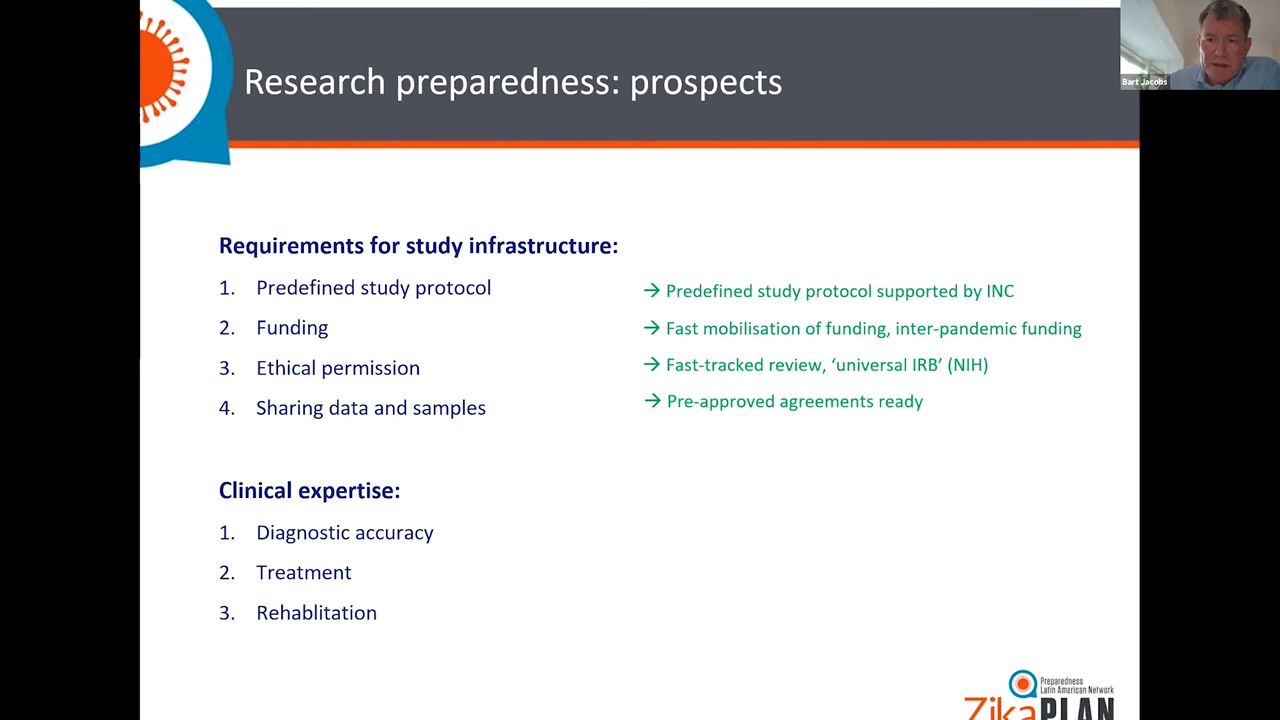 Research preparedness: prospects
Bart Jacobs
Requirements for study infrastructure:
1. Predefined study protocol
→ Predefined study protocol supported by INC
2. Funding
→ Fast mobilisation of funding, inter-pandemic funding
3. Ethical permission
→ Fast-tracked review, ‘universal IRB’ (NIH)
4. Sharing data and samples
→ Pre-approved agreements ready
Clinical expertise:
1. Diagnostic accuracy
2. Treatment
3. Rehablitation
Preparedness
Latin American Network
ZikaPLAN